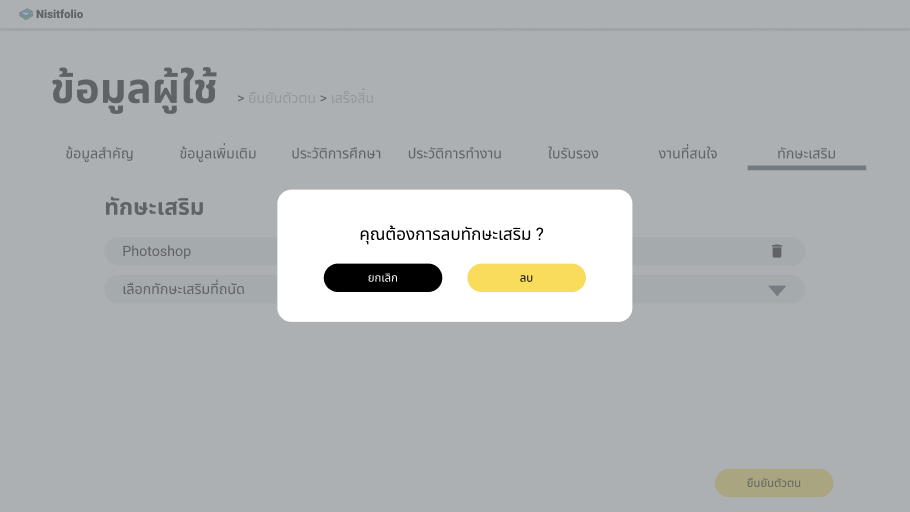 Nisitfolio
ข้อมูลผู้ใช้ > ยืนยันตัวตน > เสร็จสิ้น
ข้อมูลสำคัญ ข้อมูลเพิ่มเติม ประวัติการศึกษา ประวัติการทำงาน ใบรับรอง งานที่สนใจ ทักษะเสริม
ทักษะเสริม
Photoshop
เลือกทักษะเสริมที่ถนัด
คุณต้องการลบทักษะเสริม ?
ยกเลิก ลบ
ยืนยันตัวตน